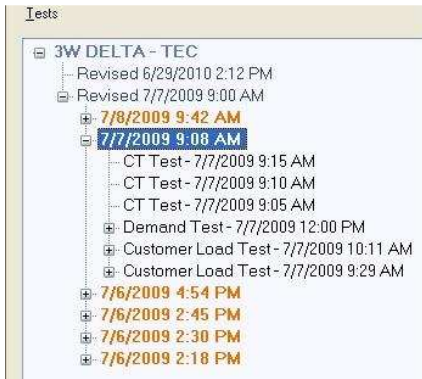 Tests
3W DELTA - TEC
Revised 6/29/2010 2:12 PM
Revised 7/7/2009 9:00 AM
7/8/2009 9:42 AM
7/7/2009 9:08 AM
CT Test - 7/7/2009 9:15 AM
CT Test - 7/7/2009 9:10 AM
CT Test - 7/7/2009 9:05 AM
Demand Test - 7/7/2009 12:00 PM
Customer Load Test - 7/7/2009 10:11 AM
Customer Load Test - 7/7/2009 9:29 AM
7/6/2009 4:54 PM
7/6/2009 2:45 PM
7/6/2009 2:30 PM
7/6/2009 2:18 PM